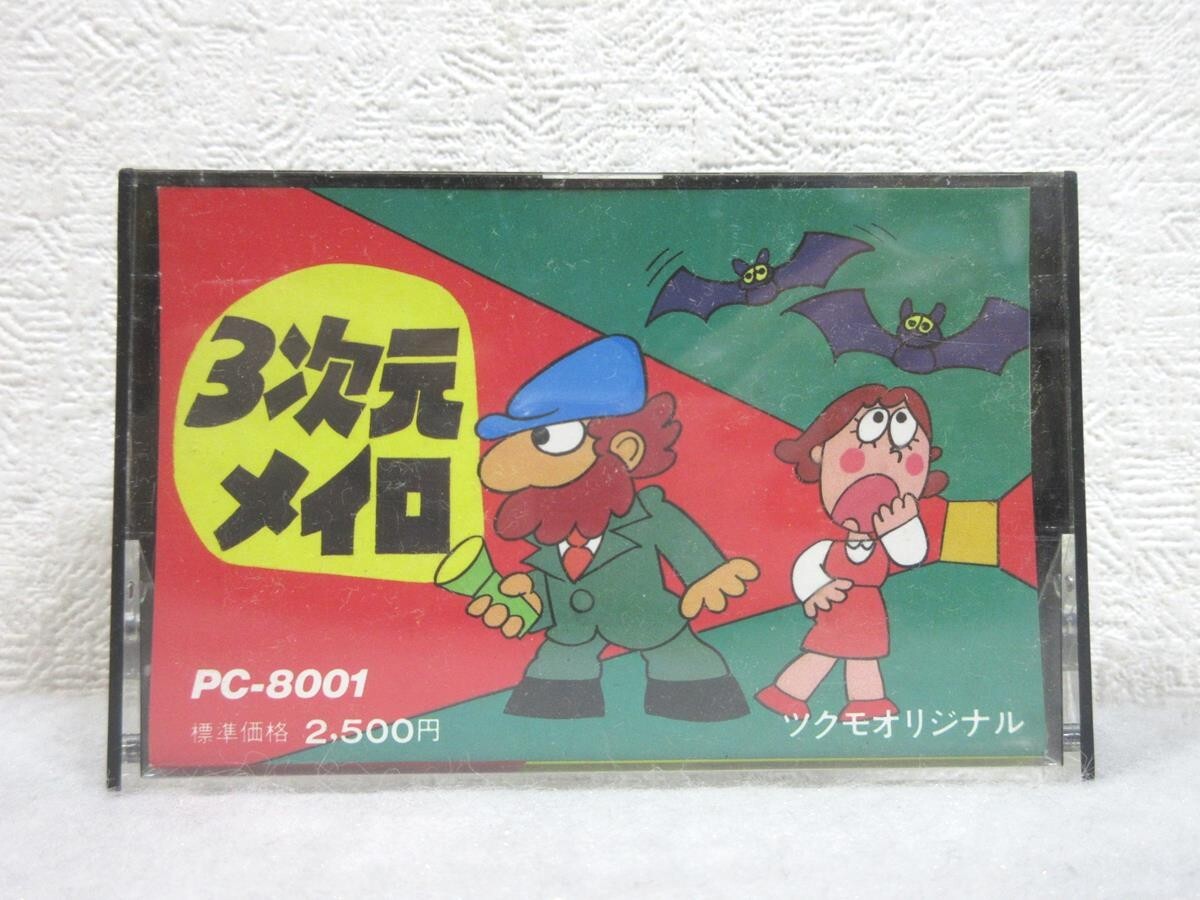 3次元
メイロ
PC-8001
標準価格 2,500円
ツクモオリジナル